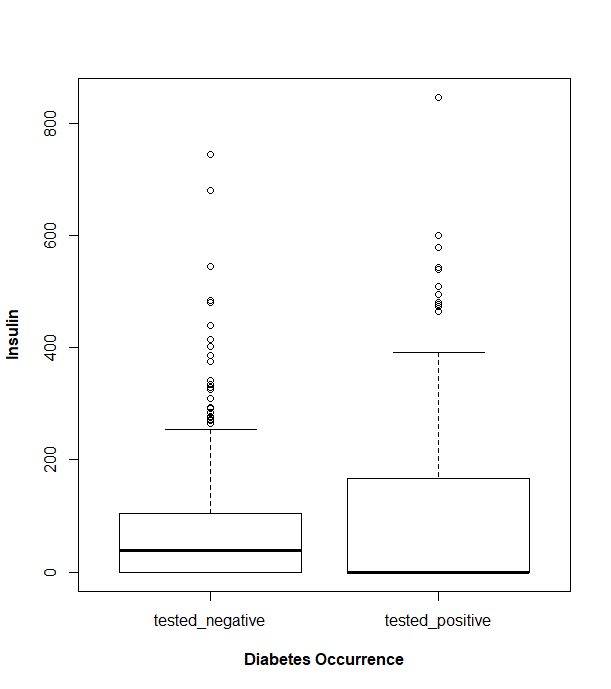 800
600
400
200
0
Insulin
tested_negative
tested_positive
Diabetes Occurrence